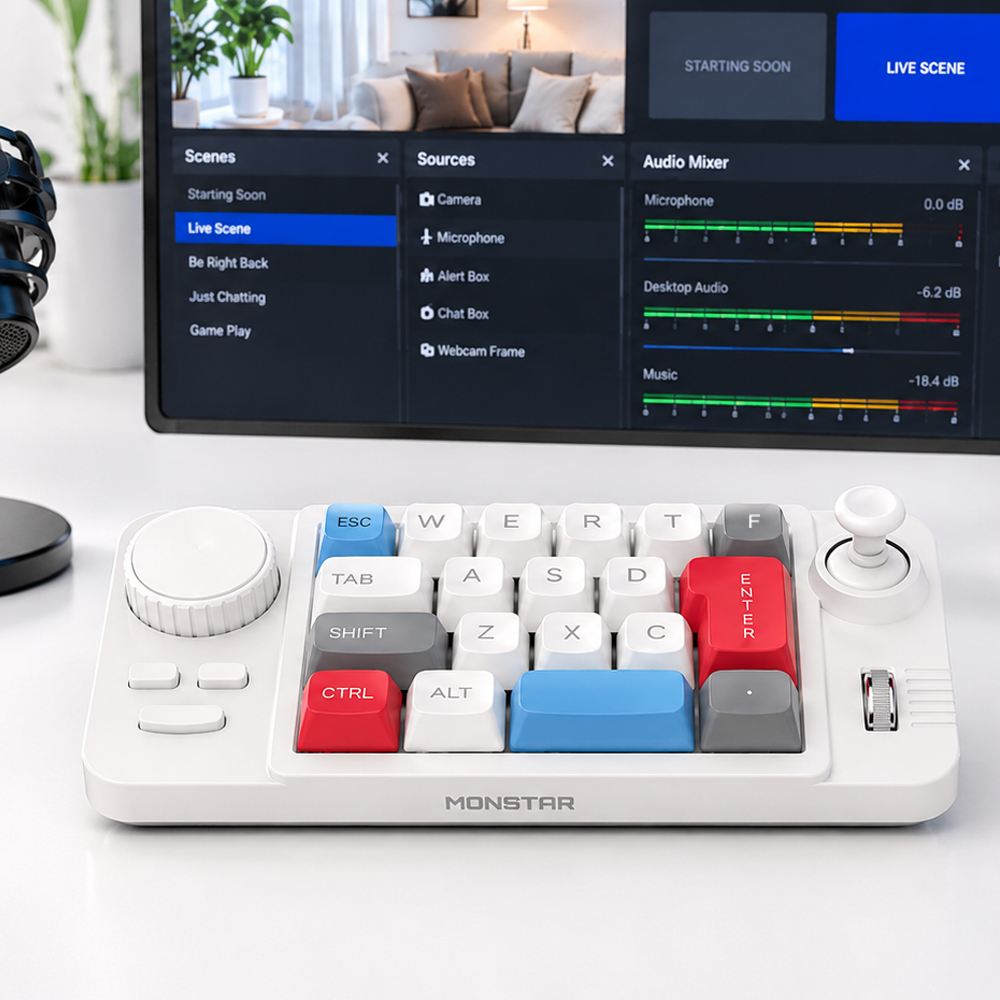 STARTING SOON
LIVE SCENE
Scenes
Starting Soon
Live Scene
Be Right Back
Just Chatting
Game Play
Sources
Camera
Microphone
Alert Box
Chat Box
Webcam Frame
Audio Mixer
Microphone 0.0 dB
Desktop Audio -6.2 dB
Music -18.4 dB
ESC W E R T F
TAB A S D ENTER
SHIFT Z X C
CTRL ALT
MONSTAR